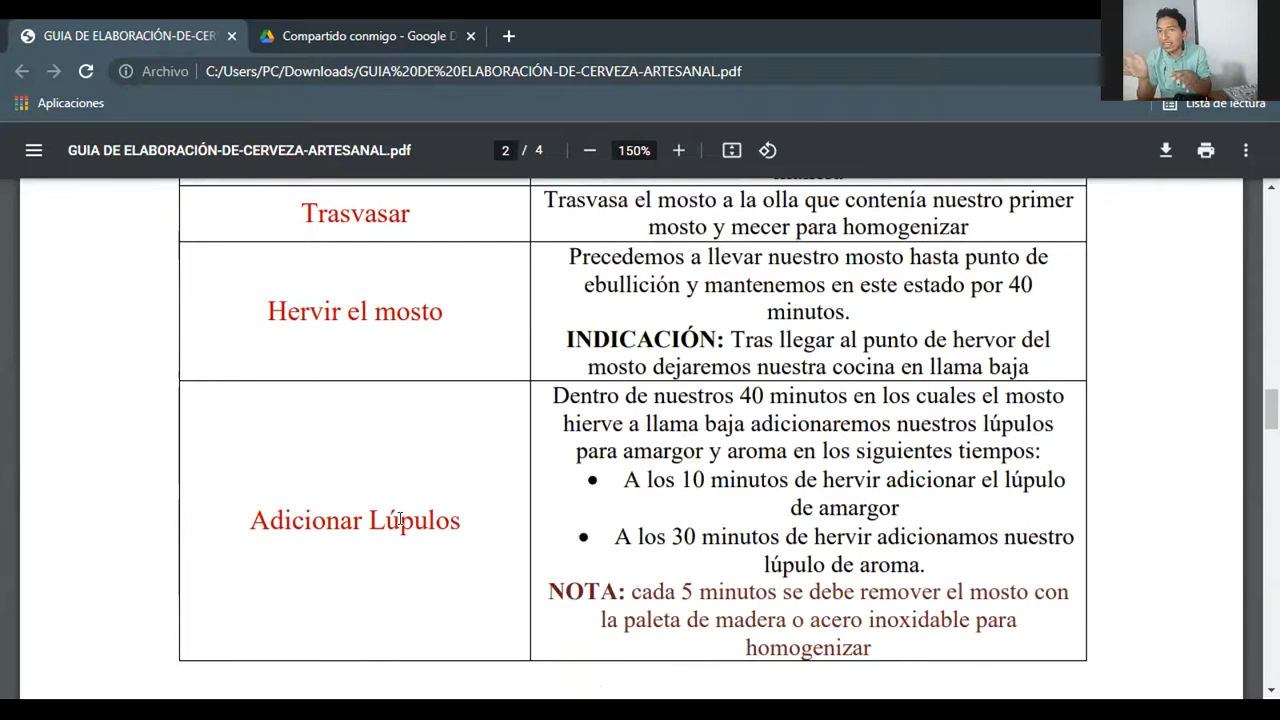 GUIA DE ELABORACIÓN-DE-CER
Compartido conmigo - Google D
Archivo
C:/Users/PC/Downloads/GUIA%20DE%20ELABORACIÓN-DE-CERVEZA-ARTESANAL.pdf
Aplicaciones
Lista de lectura
GUIA DE ELABORACIÓN-DE-CERVEZA-ARTESANAL.pdf
2 / 4
150%
Trasvasar
Trasvasa el mosto a la olla que contenía nuestro primer
mosto y mecer para homogenizar
Hervir el mosto
Precedemos a llevar nuestro mosto hasta punto de
ebullición y mantenemos en este estado por 40
minutos.
INDICACIÓN: Tras llegar al punto de hervor del
mosto dejaremos nuestra cocina en llama baja
Adicionar Lúpulos
Dentro de nuestros 40 minutos en los cuales el mosto
hierve a llama baja adicionaremos nuestros lúpulos
para amargor y aroma en los siguientes tiempos:
• A los 10 minutos de hervir adicionar el lúpulo
de amargor
• A los 30 minutos de hervir adicionamos nuestro
lúpulo de aroma.
NOTA: cada 5 minutos se debe remover el mosto con
la paleta de madera o acero inoxidable para
homogenizar